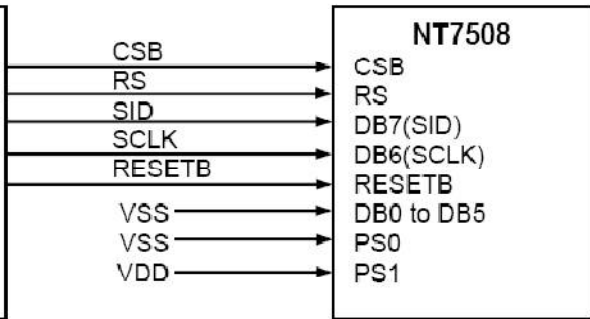 NT7508
CSB CSB
RS RS
SID DB7(SID)
SCLK DB6(SCLK)
RESETB RESETB
VSS DB0 to DB5
VSS PS0
VDD PS1